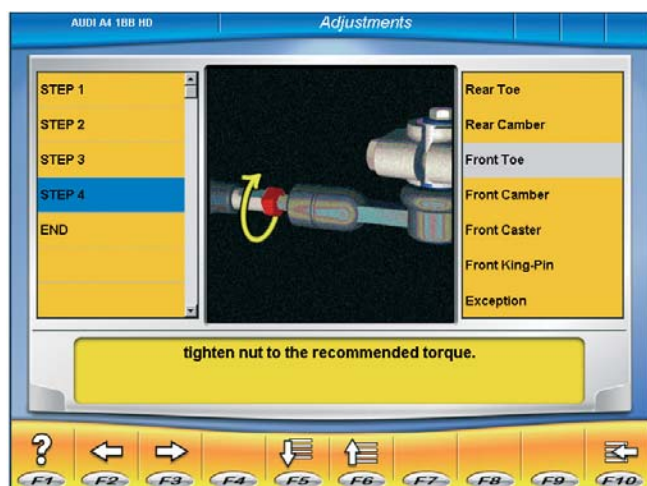 AUDI A4 1BB HD
Adjustments
STEP 1
STEP 2
STEP 3
STEP 4
END
Rear Toe
Rear Camber
Front Toe
Front Camber
Front Caster
Front King-Pin
Exception
tighten nut to the recommended torque.
?
F1 F2 F3 F4 F5 F6 F7 F8 F9 F10